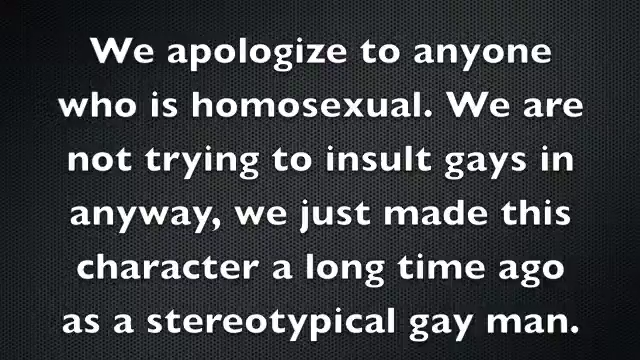 We apologize to anyone
who is homosexual. We are
not trying to insult gays in
anyway, we just made this
character a long time ago
as a stereotypical gay man.